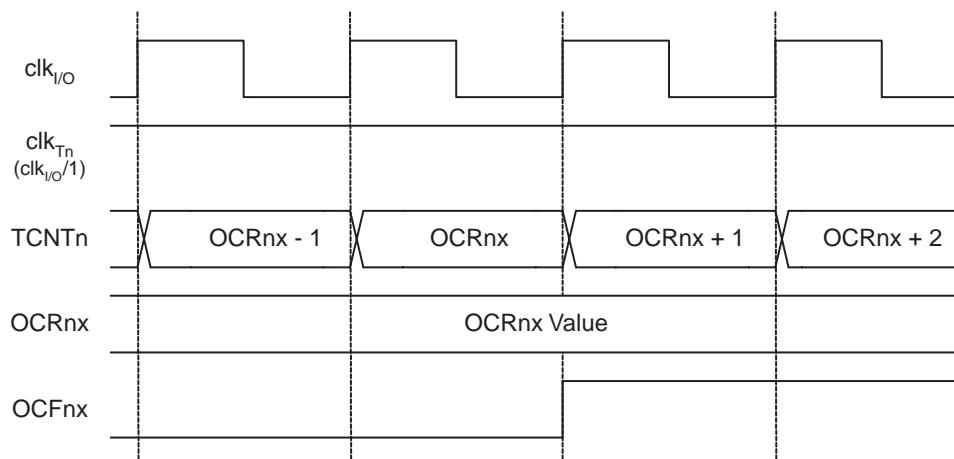 clkI/O
clkTn
(clkI/O/1)
TCNTn OCRnx - 1 OCRnx OCRnx + 1 OCRnx + 2
OCRnx OCRnx Value
OCFnx